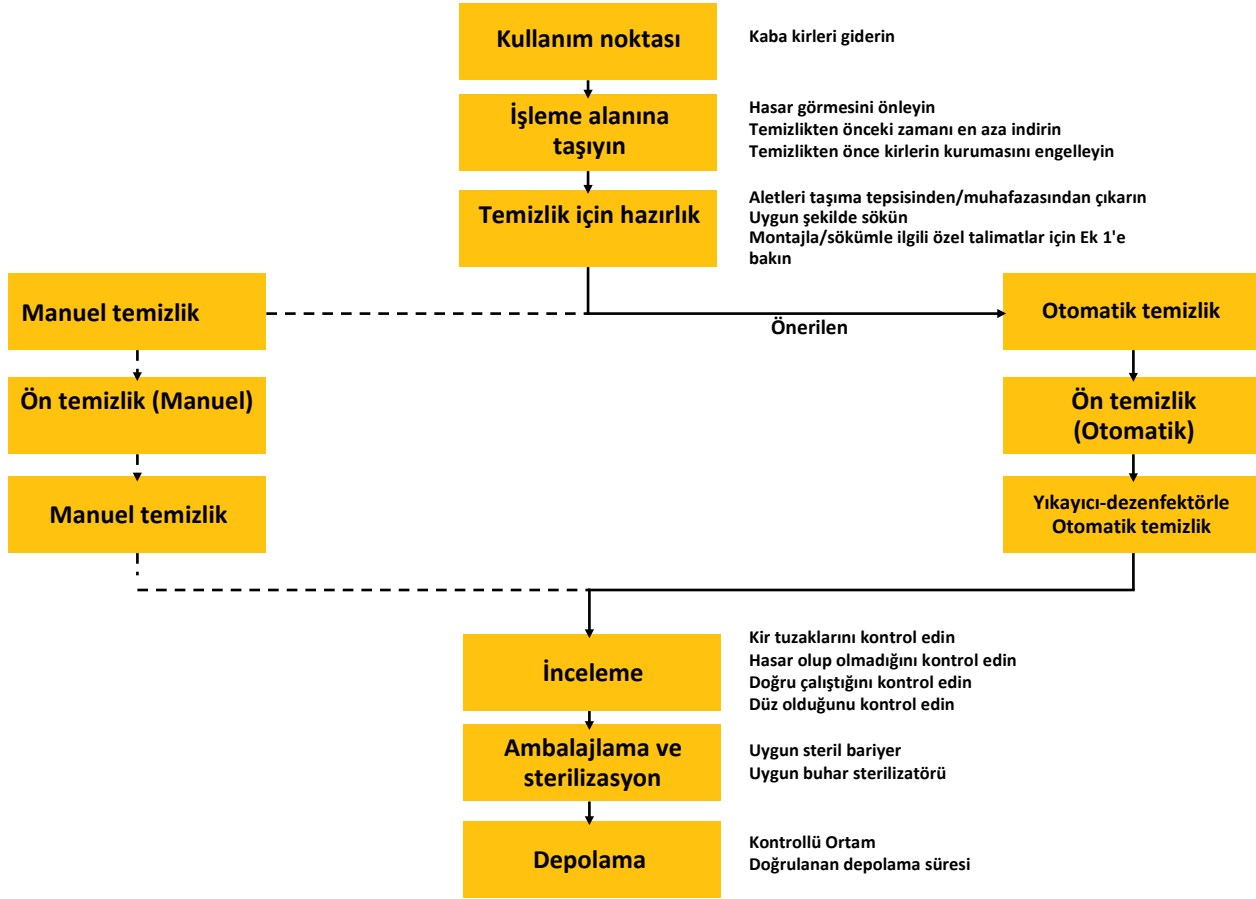 Kullanım noktası
Kaba kirleri giderin
İşleme alanına
taşıyın
Hasar görmesini önleyin
Temizlikten önceki zamanı en aza indirin
Temizlikten önce kirlerin kurumasını engelleyin
Temizlik için hazırlık
Aletleri taşıma tepsisinden/muhafazasından çıkarın
Uygun şekilde sökün
Montajla/sökümle ilgili özel talimatlar için Ek 1'e
bakın
Manuel temizlik
Önerilen
Otomatik temizlik
Ön temizlik (Manuel)
Ön temizlik
(Otomatik)
Manuel temizlik
Yıkayıcı-dezenfektörle
Otomatik temizlik
İnceleme
Kir tuzaklarını kontrol edin
Hasar olup olmadığını kontrol edin
Doğru çalıştığını kontrol edin
Düz olduğunu kontrol edin
Ambalajlama ve
sterilizasyon
Uygun steril bariyer
Uygun buhar sterilizatörü
Depolama
Kontrollü Ortam
Doğrulanan depolama süresi